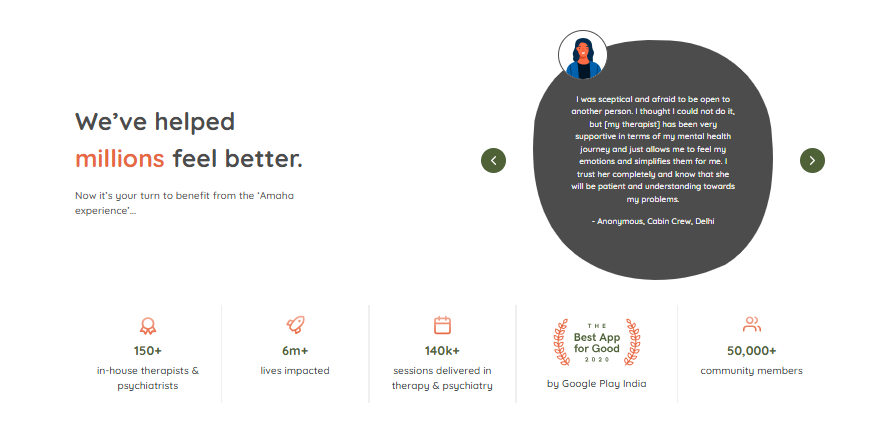 We've helped
millions feel better.
Now it's your turn to benefit from the 'Amaha
experience'...
I was sceptical and afraid to be open to
another person. I thought I could not do it,
but [my therapist] has been very
supportive in terms of my mental health
journey and just allows me to feel my
emotions and simplifies them for me. I
trust her completely and know that she
will be patient and understanding towards
my problems.
- Anonymous, Cabin Crew, Delhi
150+
in-house therapists &
psychiatrists
6m+
lives impacted
140k+
sessions delivered in
therapy & psychiatry
THE
Best App
for Good
2020
by Google Play India
50,000+
community members